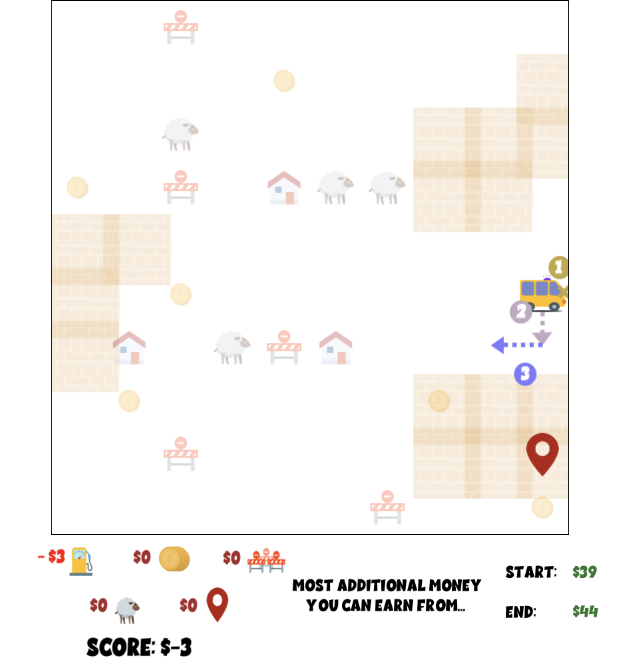 1
2
3
- $3 $0 $0
$0 $0
SCORE: $-3
MOST ADDITIONAL MONEY
YOU CAN EARN FROM...
START: $39
END: $44